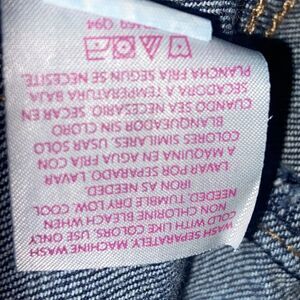 WASH SEPARATELY MACHINE WASH
COLD WITH LIKE COLORS, USE ONLY
NON CHLORINE BLEACH WHEN
NEEDED, TUMBLE DRY LOW, COOL
IRON AS NEEDED.
LAVAR POR SEPARADO, LAVAR
A MAQUINA EN AGUA FRIA CON
COLORES SIMILARES, USAR SOLO
BLANQUEADOR SIN CLORO
CUANDO SEA NECESARIO SECAR EN
SECADORA A TEMPERATURA BAJA
PLANCHA FRIA SEGUN SE NECESITE.
Q94